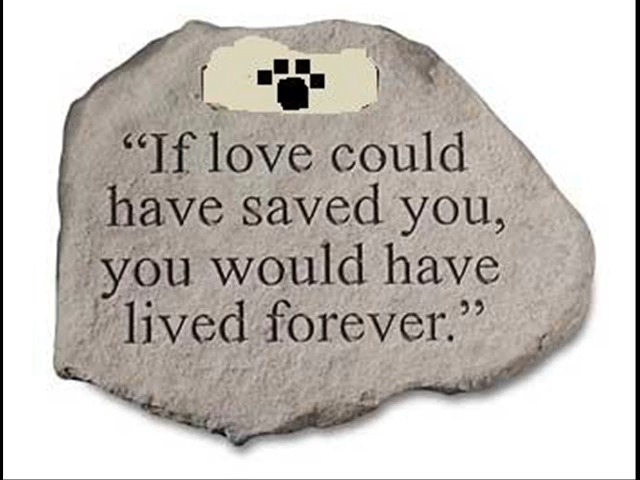 “If love could
have saved you,
you would have
lived forever.”